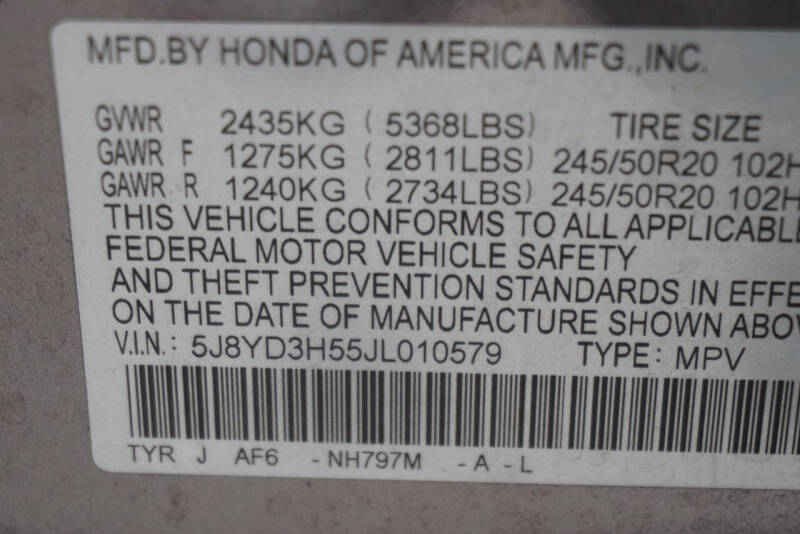 MFD.BY HONDA OF AMERICA MFG.,INC.
GVWR 2435KG ( 5368LBS) TIRE SIZE
GAWR F 1275KG ( 2811LBS) 245/50R20 102H
GAWR R 1240KG ( 2734LBS) 245/50R20 102H
THIS VEHICLE CONFORMS TO ALL APPLICABLE
FEDERAL MOTOR VEHICLE SAFETY
AND THEFT PREVENTION STANDARDS IN EFFE
ON THE DATE OF MANUFACTURE SHOWN ABO
V.I.N.: 5J8YD3H55JL010579 TYPE: MPV
TYR J AF6 - NH797M - A - L